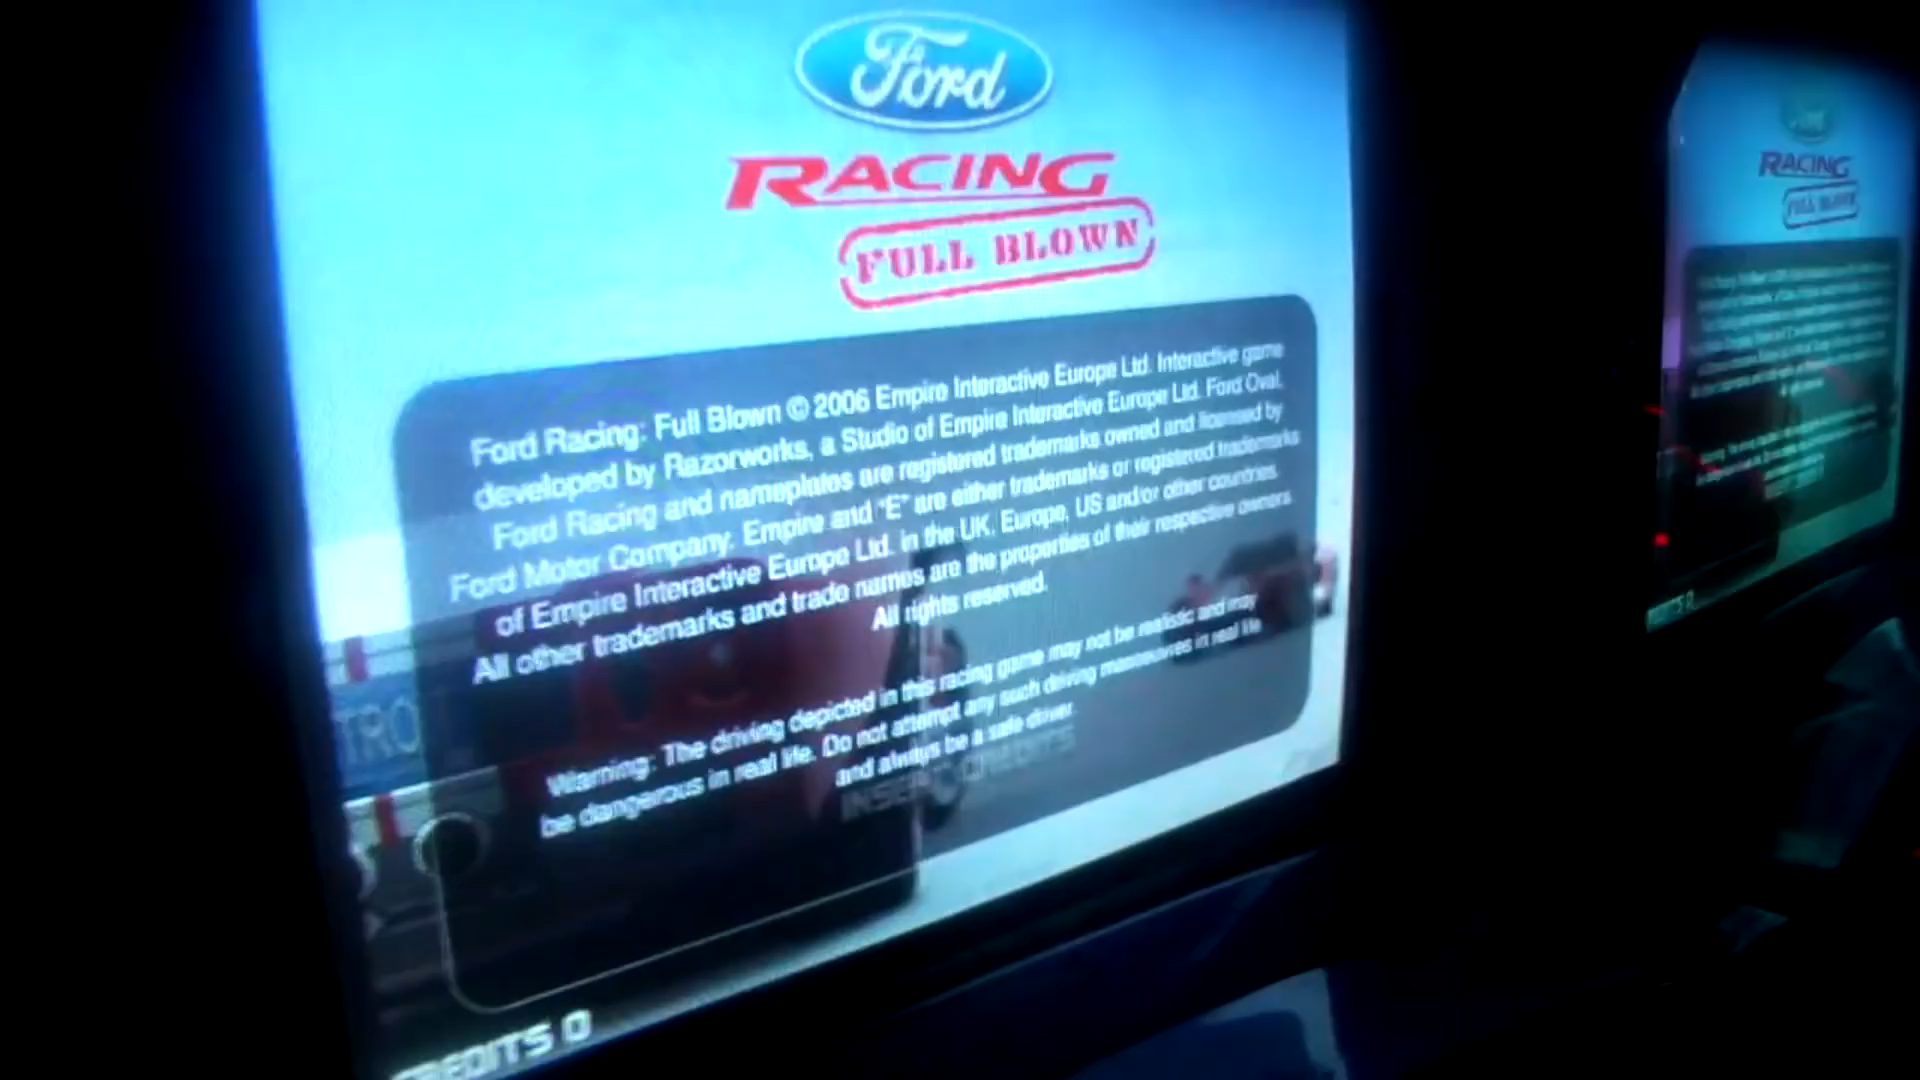 Ford
RACING
FULL BLOWN
Ford Racing: Full Blown © 2006 Empire Interactive Europe Ltd. Interactive game
developed by Razorworks, a Studio of Empire Interactive Europe Ltd. Ford Oval,
Ford Racing and nameplates are registered trademarks owned and licensed by
Ford Motor Company. Empire and "E" are either trademarks or registered trademarks
of Empire Interactive Europe Ltd. in the UK, Europe, US and/or other countries.
All other trademarks and trade names are the properties of their respective owners.
All rights reserved.
Warning: The driving depicted in this racing game may not be realistic and may
be dangerous in real life. Do not attempt any such driving manoeuvres in real life
and always be a safe driver.
INSERT CREDITS
TRO
CREDITS 0
RACING
FULL BLOWN